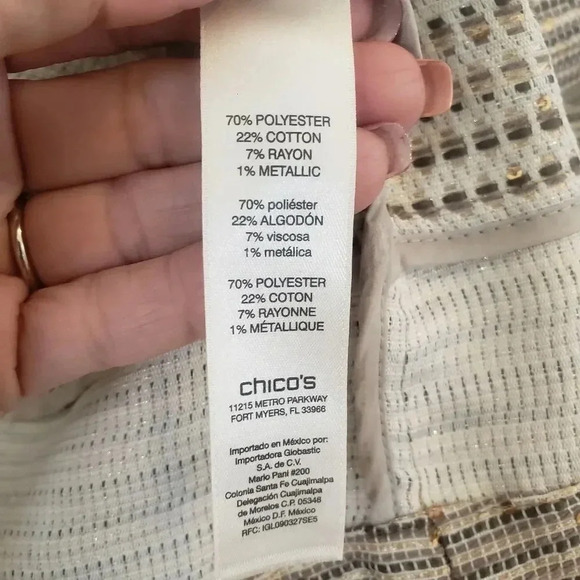 70% POLYESTER
22% COTTON
7% RAYON
1% METALLIC
70% poliéster
22% ALGODÓN
7% viscosa
1% metálica
70% POLYESTER
22% COTON
7% RAYONNE
1% MÉTALLIQUE
chico's
11215 METRO PARKWAY
FORT MYERS, FL 33966
Importado en México por:
Importadora Globastic
S.A. de C.V.
Mario Pani #200
Colonia Santa Fe Cuajimalpa
Delegación Cuajimalpa
de Morelos C.P. 05348
México D.F. México
RFC: IGL090327SE5